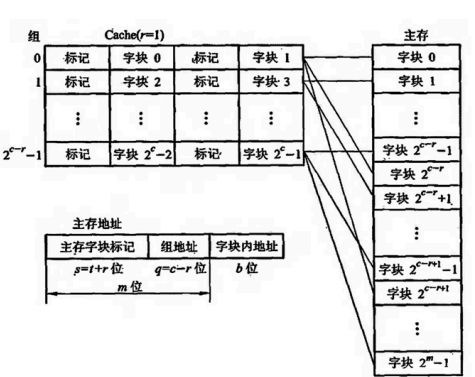 组 Cache(r=1) 主存
0 标记 字块 0 标记 字块 1 字块 0
1 标记 字块 2 标记 字块 3 字块 1
⋮ ⋮ ⋮ ⋮ ⋮
2^{c-r}-1 标记 字块 2^c-2 标记 字块 2^c-1 字块 2^{c-r}-1
字块 2^{c-r}
字块 2^{c-r}+1
⋮
主存地址
主存字块标记 组地址 字块内地址
s=t+r 位 q=c-r 位 b 位
m 位
字块 2^{c-r+1}-1
字块 2^{c-r+1}
⋮
字块 2^m-1